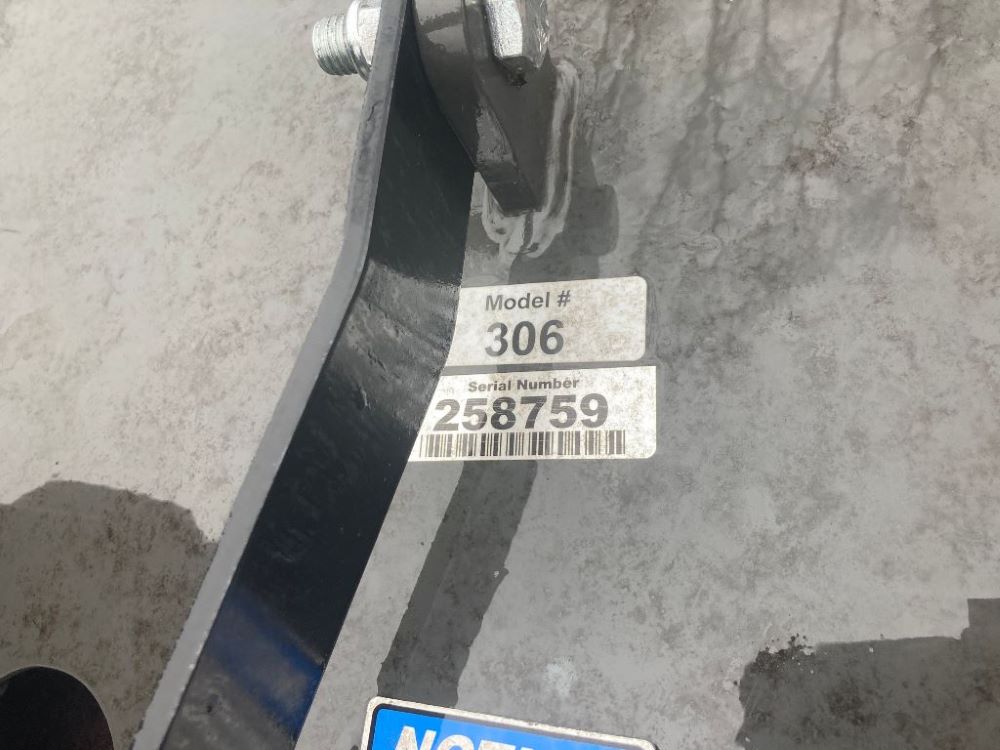 Model #
306
Serial Number
258759